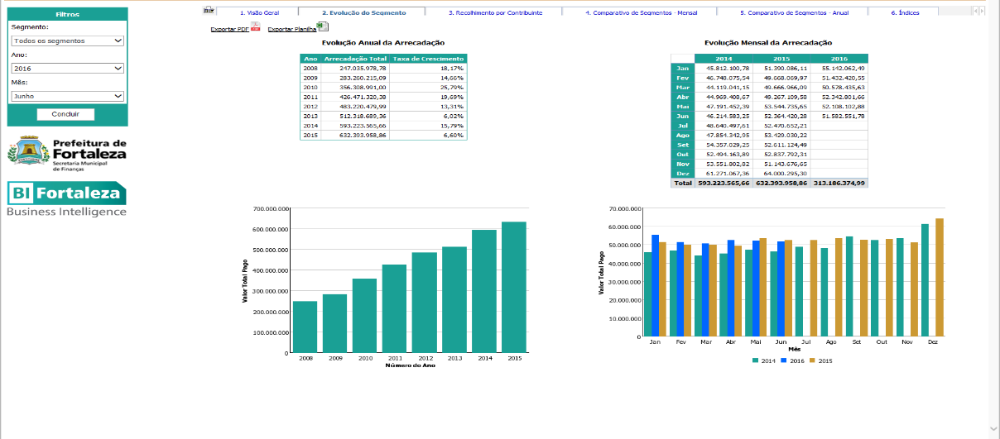 Filtros
Segmento:
Todos os segmentos
Ano:
2016
Mês:
Junho
Concluir
Prefeitura de
Fortaleza
Secretaria Municipal
de Finanças
BI Fortaleza
Business Intelligence
1. Visão Geral
2. Evolução do Segmento
3. Recolhimento por Contribuinte
4. Comparativo de Segmentos - Mensal
5. Comparativo de Segmentos - Anual
6. Índices
Exportar PDF Exportar Planilha
Evolução Anual da Arrecadação
Ano Arrecadação Total Taxa de Crescimento
2008 247.035.978,78 18,17%
2009 283.260.215,09 14,66%
2010 356.308.991,00 25,79%
2011 426.471.320,38 19,69%
2012 483.220.479,99 13,31%
2013 512.318.689,36 6,02%
2014 593.223.565,66 15,79%
2015 632.393.958,86 6,60%
Evolução Mensal da Arrecadação
2014 2015 2016
Jan 45.812.100,78 51.390.086,11 55.142.062,49
Fev 46.748.075,54 49.668.069,97 51.432.420,55
Mar 44.119.041,15 49.666.966,09 50.578.435,63
Abr 44.969.408,67 49.267.109,58 52.342.801,66
Mai 47.191.452,39 53.544.735,65 52.108.102,88
Jun 46.214.583,25 52.364.420,28 51.582.551,78
Jul 48.640.497,61 52.470.652,21
Ago 47.854.342,95 53.429.030,22
Set 54.357.029,25 52.611.124,49
Out 52.494.163,89 52.837.792,31
Nov 53.551.802,82 51.143.676,65
Dez 61.271.067,36 64.000.295,30
Total 593.223.565,66 632.393.958,86 313.186.374,99
Valor Total Pago
700.000.000
600.000.000
500.000.000
400.000.000
300.000.000
200.000.000
100.000.000
0
2008 2009 2010 2011 2012 2013 2014 2015
Número do Ano
Valor Total Pago
70.000.000
60.000.000
50.000.000
40.000.000
30.000.000
20.000.000
10.000.000
0
Jan Fev Mar Abr Mai Jun Jul Ago Set Out Nov Dez
Mês
2014 2016 2015